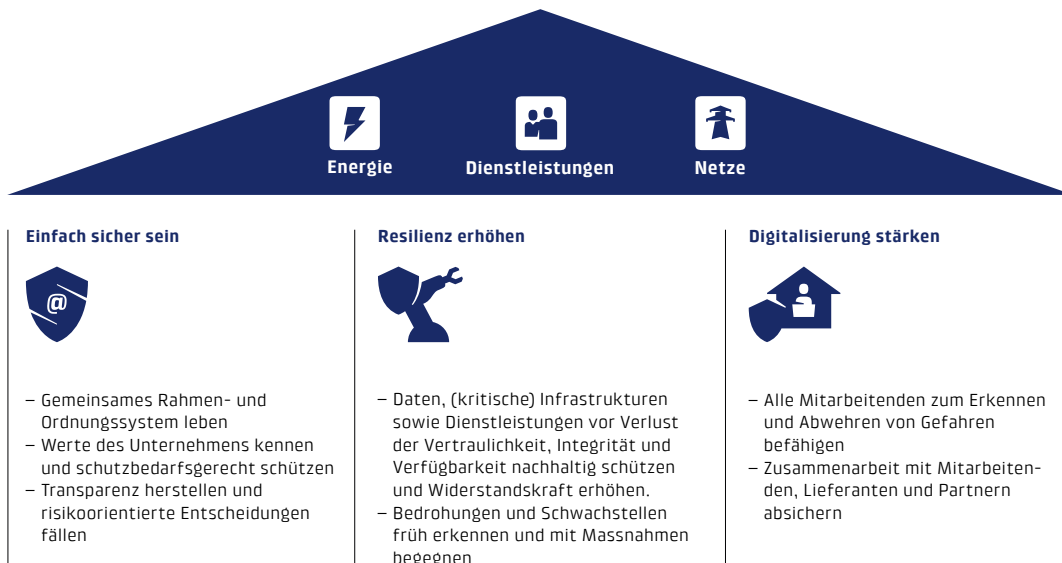 Energie
Dienstleistungen
Netze
Einfach sicher sein
@
– Gemeinsames Rahmen- und
Ordnungssystem leben
– Werte des Unternehmens kennen
und schutzbedarfsgerecht schützen
– Transparenz herstellen und
risikoorientierte Entscheidungen
fällen
Resilienz erhöhen
– Daten, (kritische) Infrastrukturen
sowie Dienstleistungen vor Verlust
der Vertraulichkeit, Integrität und
Verfügbarkeit nachhaltig schützen
und Widerstandskraft erhöhen.
– Bedrohungen und Schwachstellen
früh erkennen und mit Massnahmen
begegnen
Digitalisierung stärken
– Alle Mitarbeitenden zum Erkennen
und Abwehren von Gefahren
befähigen
– Zusammenarbeit mit Mitarbeiten-
den, Lieferanten und Partnern
absichern